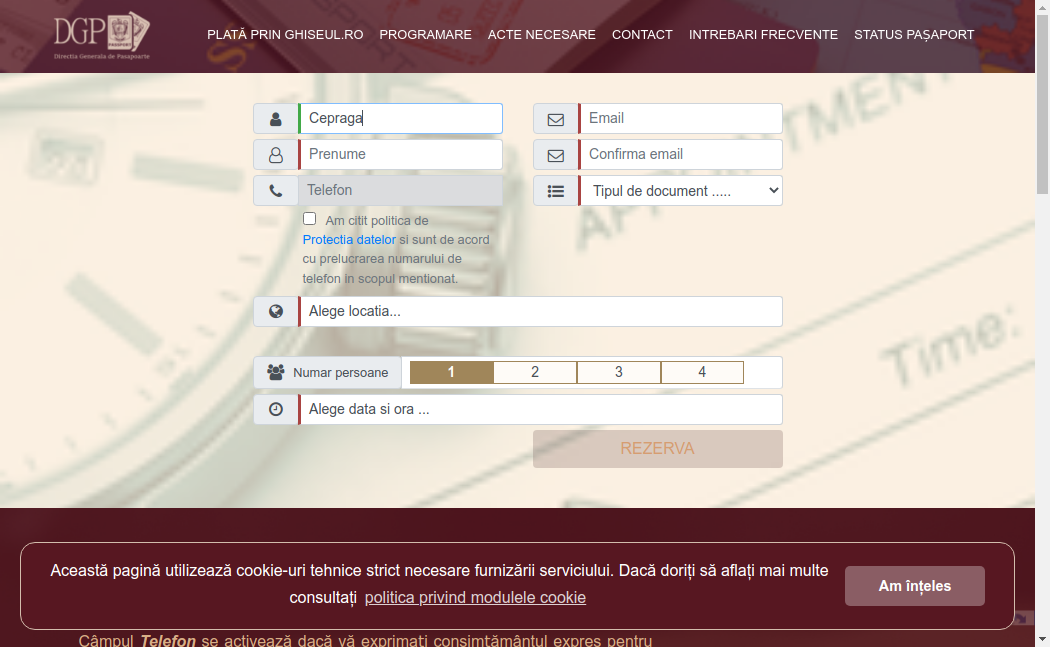 DGP
PASAPORT
Directia Generala de Pasapoarte
PLATĂ PRIN GHISEUL.RO
PROGRAMARE
ACTE NECESARE
CONTACT
INTREBARI FRECVENTE
STATUS PAȘAPORT
Cepraga
Email
Prenume
Confirma email
Telefon
Tipul de document .....
Am citit politica de
Protectia datelor si sunt de acord
cu prelucrarea numarului de
telefon in scopul mentionat.
APPOINTMENT
Alege locatia...
Time:
Numar persoane
1
2
3
4
Alege data si ora ...
REZERVA
Această pagină utilizează cookie-uri tehnice strict necesare furnizării serviciului. Dacă doriți să aflați mai multe
consultați politica privind modulele cookie
Am înțeles
Câmpul Telefon se activează dacă vă exprimați consimțământul expres pentru